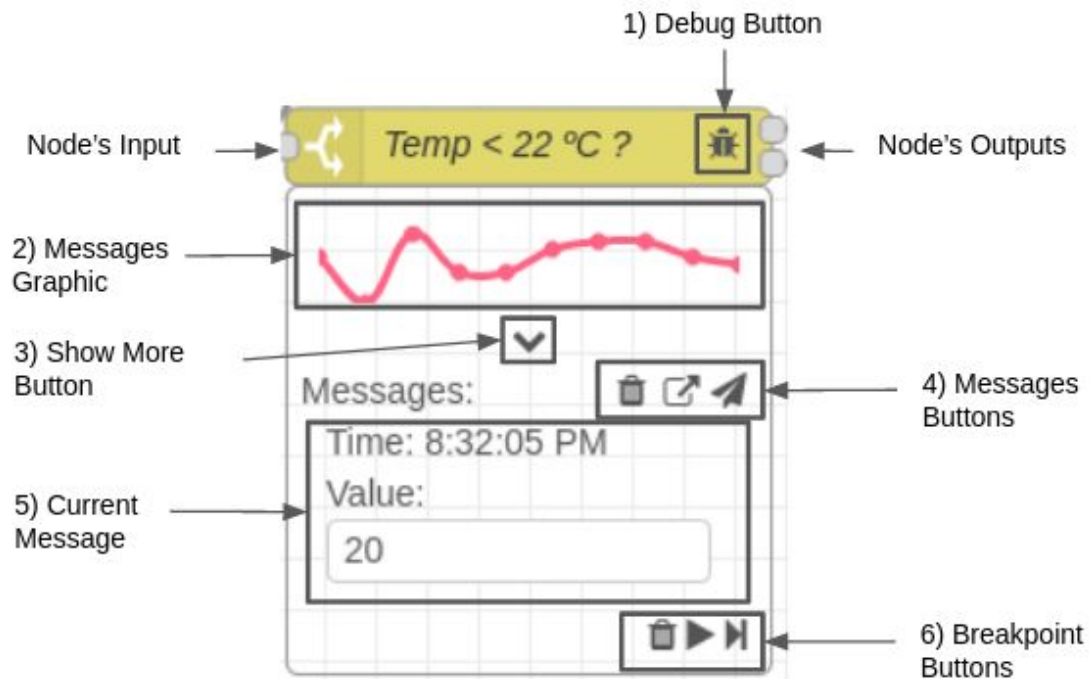 1) Debug Button
Node's Input
Temp < 22 ºC ?
Node's Outputs
2) Messages
Graphic
3) Show More
Button
Messages:
4) Messages
Buttons
Time: 8:32:05 PM
Value:
20
5) Current
Message
6) Breakpoint
Buttons